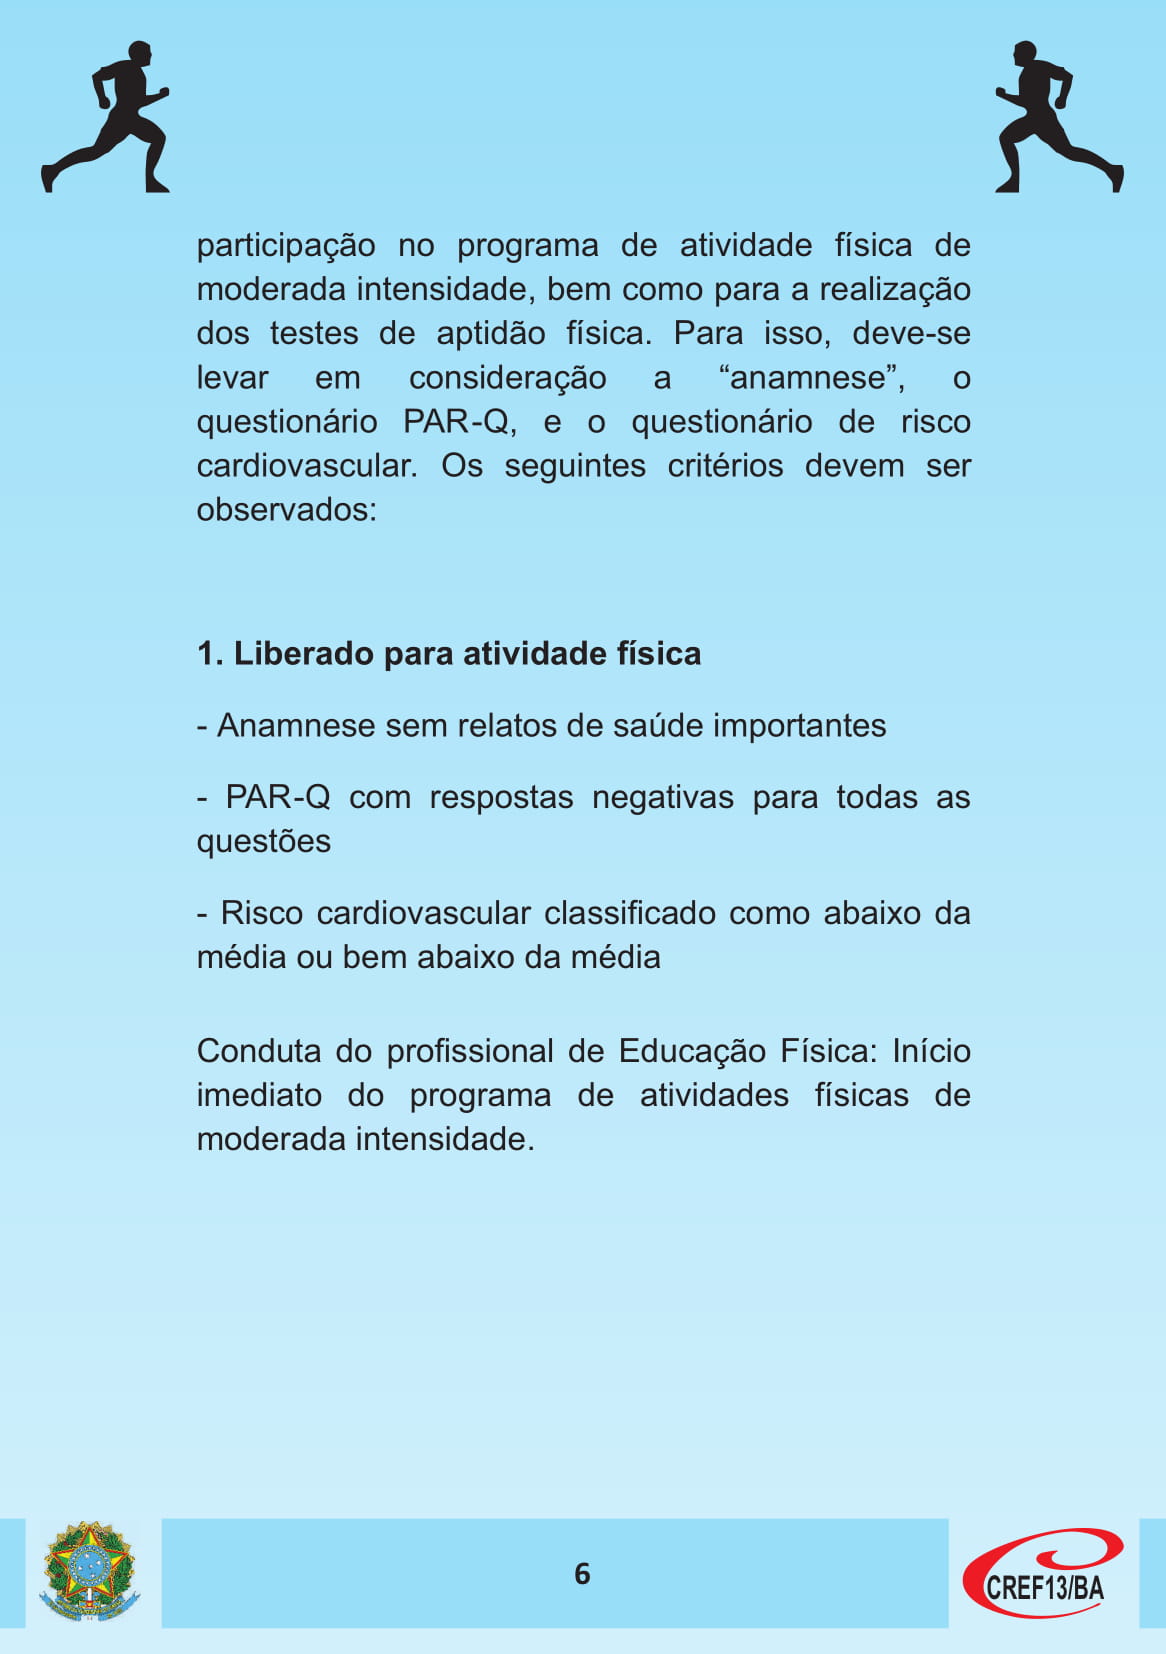 participação no programa de atividade física de
moderada intensidade, bem como para a realização
dos testes de aptidão física. Para isso, deve-se
levar em consideração a “anamnese”, o
questionário PAR-Q, e o questionário de risco
cardiovascular. Os seguintes critérios devem ser
observados:
1. Liberado para atividade física
- Anamnese sem relatos de saúde importantes
- PAR-Q com respostas negativas para todas as
questões
- Risco cardiovascular classificado como abaixo da
média ou bem abaixo da média
Conduta do profissional de Educação Física: Início
imediato do programa de atividades físicas de
moderada intensidade.
6
CREF13/BA